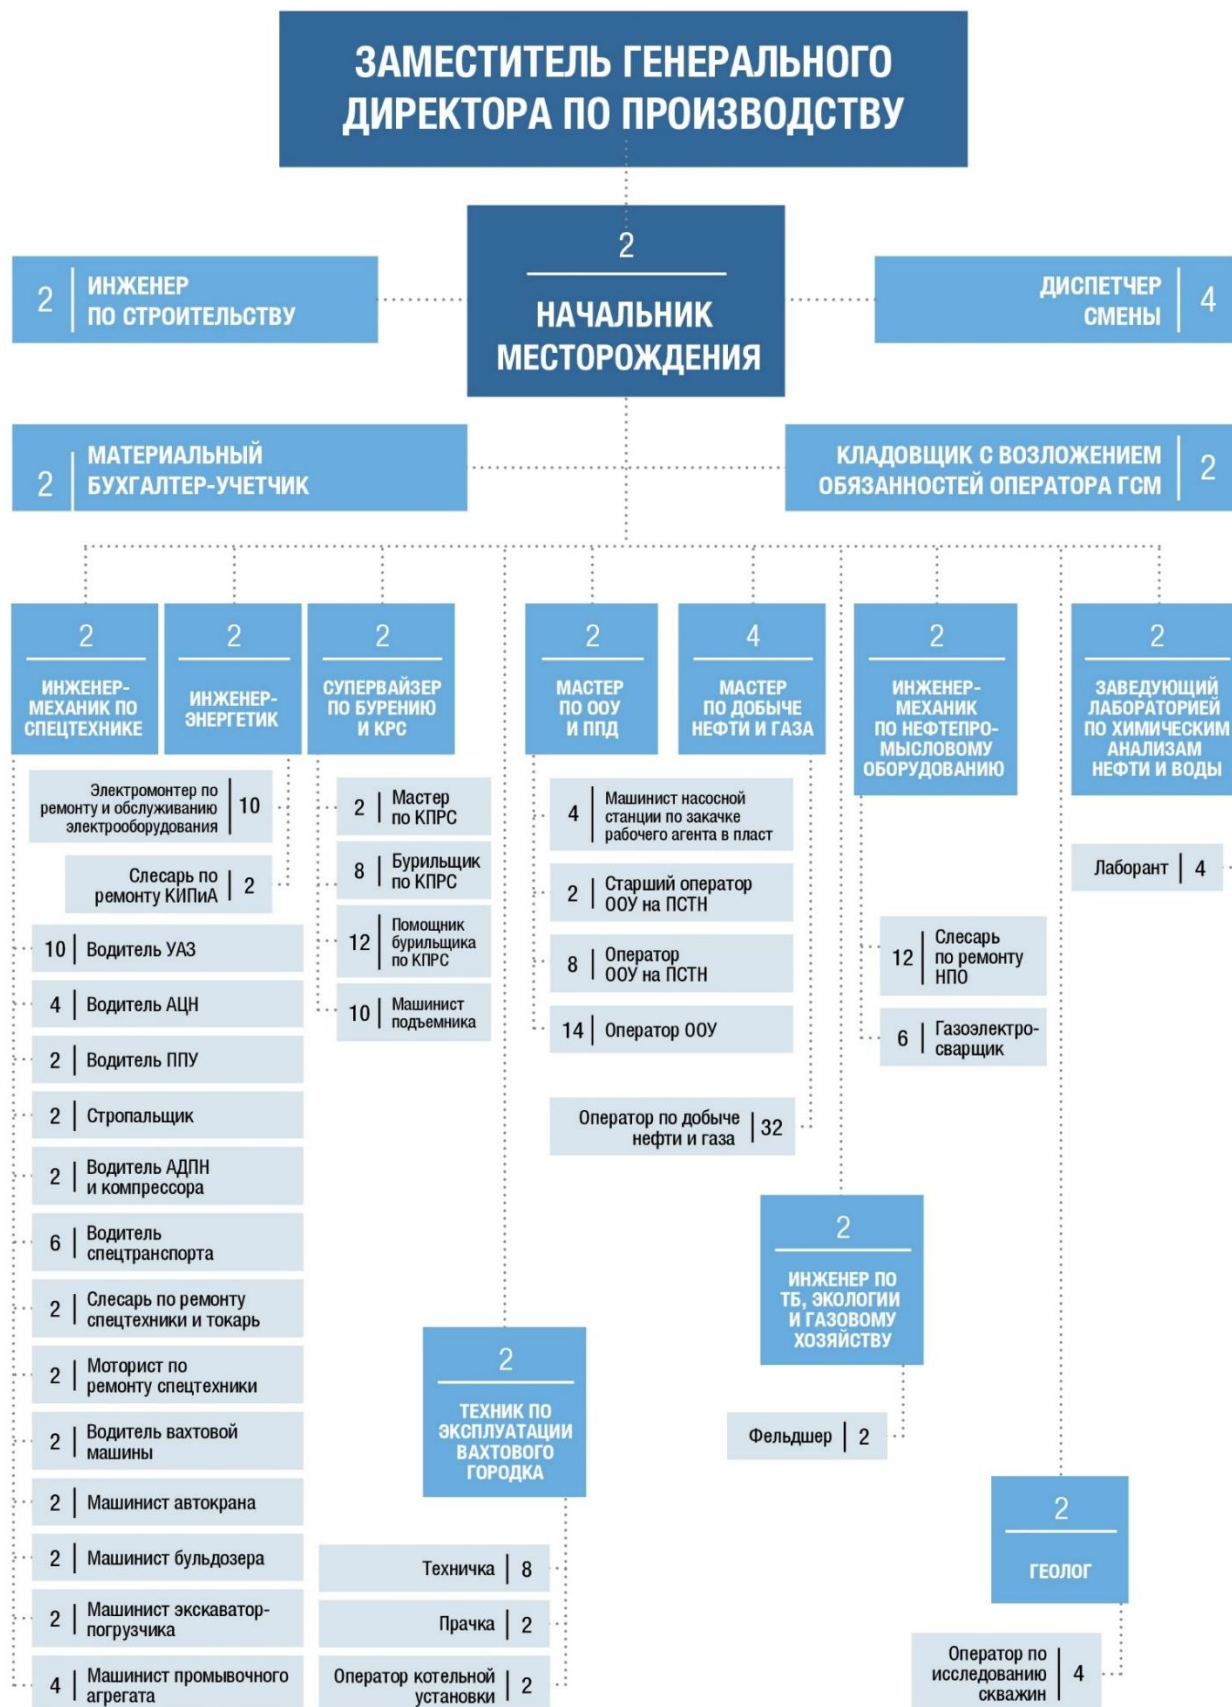 ЗАМЕСТИТЕЛЬ ГЕНЕРАЛЬНОГО
ДИРЕКТОРА ПО ПРОИЗВОДСТВУ
2
НАЧАЛЬНИК
МЕСТОРОЖДЕНИЯ
2
ИНЖЕНЕР
ПО СТРОИТЕЛЬСТВУ
ДИСПЕТЧЕР
СМЕНЫ
4
2
МАТЕРИАЛЬНЫЙ
БУХГАЛТЕР-УЧЕТЧИК
КЛАДОВЩИК С ВОЗЛОЖЕНИЕМ
ОБЯЗАННОСТЕЙ ОПЕРАТОРА ГСМ
2
2
ИНЖЕНЕР-
МЕХАНИК ПО
СПЕЦТЕХНИКЕ
2
ИНЖЕНЕР-
ЭНЕРГЕТИК
2
СУПЕРВАЙЗЕР
ПО БУРЕНИЮ
И КРС
2
МАСТЕР
ПО ООУ
И ППД
4
МАСТЕР
ПО ДОБЫЧЕ
НЕФТИ И ГАЗА
2
ИНЖЕНЕР-
МЕХАНИК
ПО НЕФТЕПРО-
МЫСЛОВОМУ
ОБОРУДОВАНИЮ
2
ЗАВЕДУЮЩИЙ
ЛАБОРАТОРИЕЙ
ПО ХИМИЧЕСКИМ
АНАЛИЗАМ
НЕФТИ И ВОДЫ
Электромонтер по
ремонту и обслуживанию
электрооборудования
10
Слесарь по
ремонту КИПиА
2
10 Водитель УАЗ
4 Водитель АЦН
2 Водитель ППУ
2 Стропальщик
2
Водитель АДПН
и компрессора
6
Водитель
спецтранспорта
2
Слесарь по ремонту
спецтехники и токарь
2
Моторист по
ремонту спецтехники
2
Водитель вахтовой
машины
2 Машинист автокрана
2 Машинист бульдозера
2
Машинист экскаватор-
погрузчика
4
Машинист промывочного
агрегата
2
Мастер
по КПРС
8
Бурильщик
по КПРС
12
Помощник
бурильщика
по КПРС
10
Машинист
подъемника
4
Машинист насосной
станции по закачке
рабочего агента в пласт
2
Старший оператор
ООУ на ПСТН
8
Оператор
ООУ на ПСТН
14 Оператор ООУ
Оператор по добыче
нефти и газа
32
12
Слесарь
по ремонту
НПО
6
Газоэлектро-
сварщик
Лаборант 4
2
ИНЖЕНЕР ПО
ТБ, ЭКОЛОГИИ
И ГАЗОВОМУ
ХОЗЯЙСТВУ
Фельдшер 2
2
ТЕХНИК ПО
ЭКСПЛУАТАЦИИ
ВАХТОВОГО
ГОРОДКА
Техничка 8
Прачка 2
Оператор котельной
установки
2
2
ГЕОЛОГ
Оператор по
исследованию
скважин
4